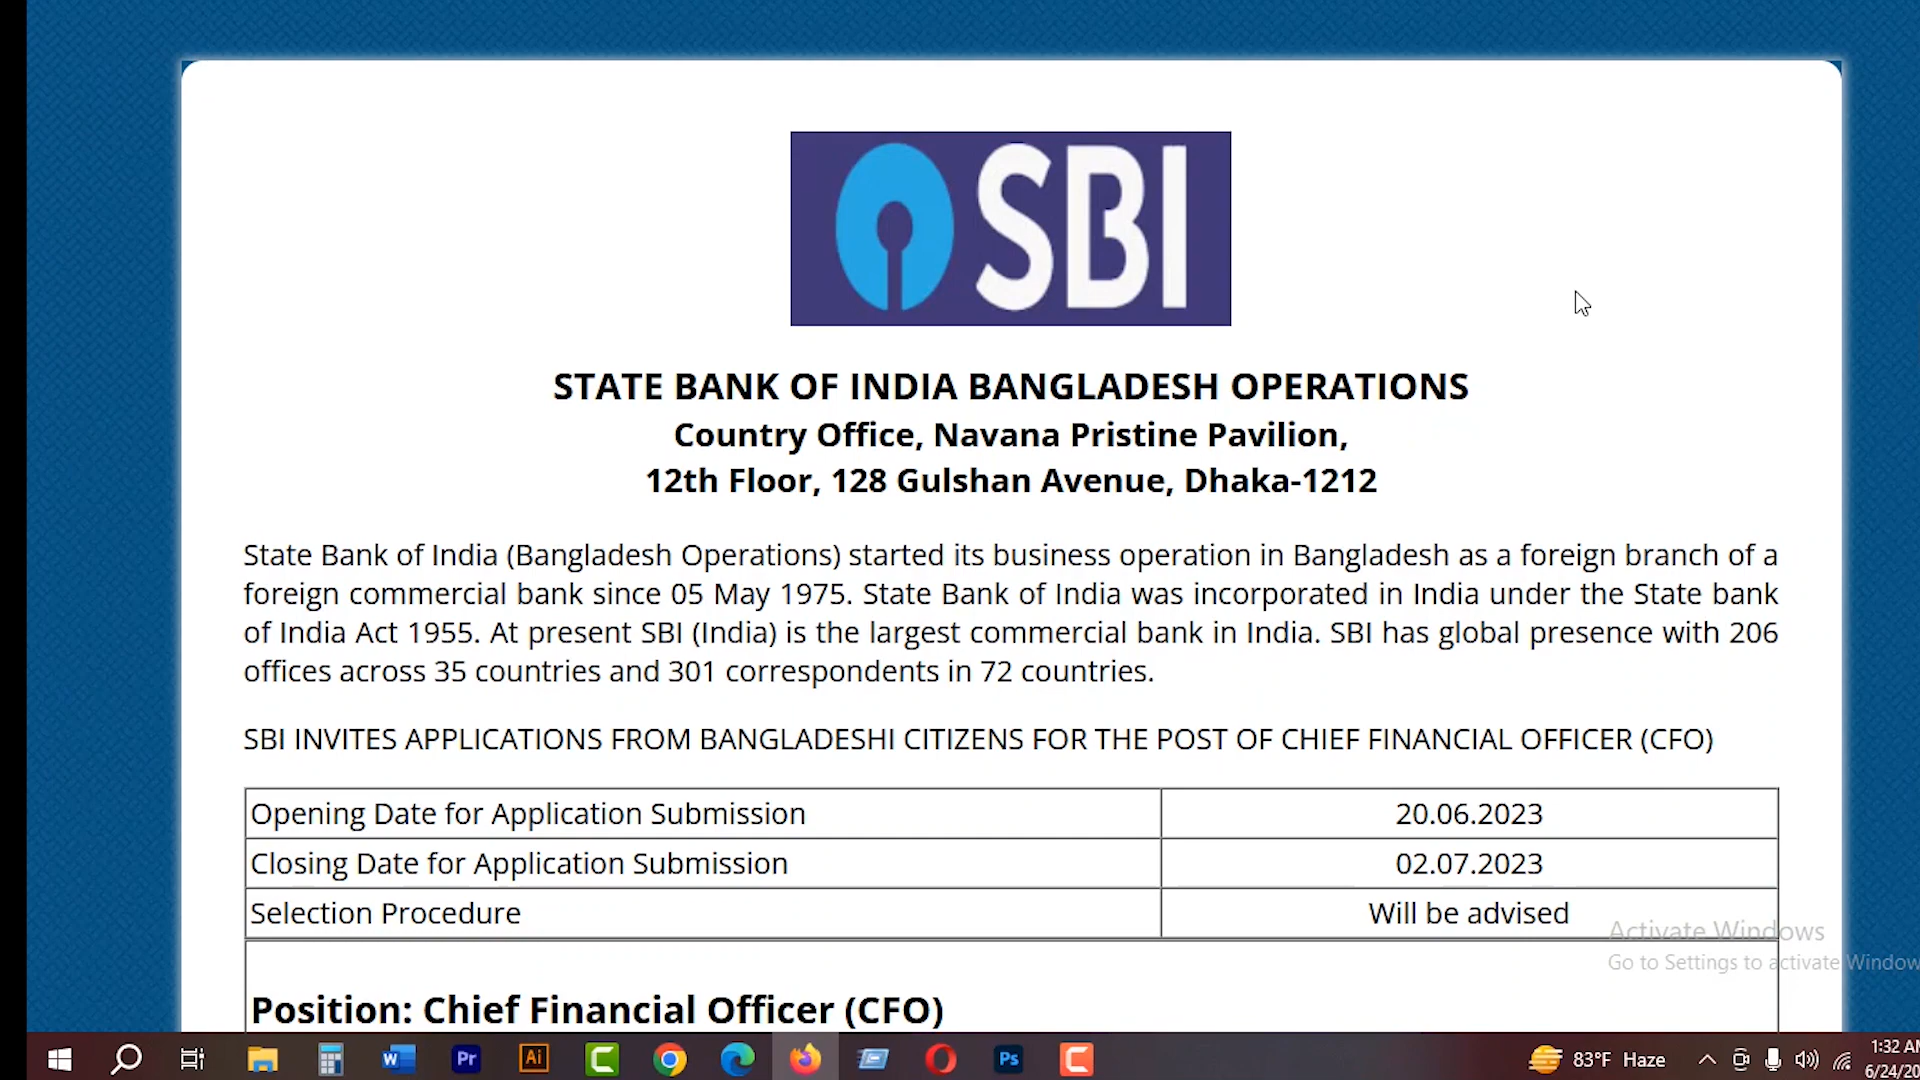 SBI
STATE BANK OF INDIA BANGLADESH OPERATIONS
Country Office, Navana Pristine Pavilion,
12th Floor, 128 Gulshan Avenue, Dhaka-1212
State Bank of India (Bangladesh Operations) started its business operation in Bangladesh as a foreign branch of a
foreign commercial bank since 05 May 1975. State Bank of India was incorporated in India under the State bank
of India Act 1955. At present SBI (India) is the largest commercial bank in India. SBI has global presence with 206
offices across 35 countries and 301 correspondents in 72 countries.
SBI INVITES APPLICATIONS FROM BANGLADESHI CITIZENS FOR THE POST OF CHIEF FINANCIAL OFFICER (CFO)
Opening Date for Application Submission 20.06.2023
Closing Date for Application Submission 02.07.2023
Selection Procedure Will be advised
Activate Windows
Go to Settings to activate Window
Position: Chief Financial Officer (CFO)
W Pr Ai C Ps C 83°F Haze 1:32 AM
6/24/20